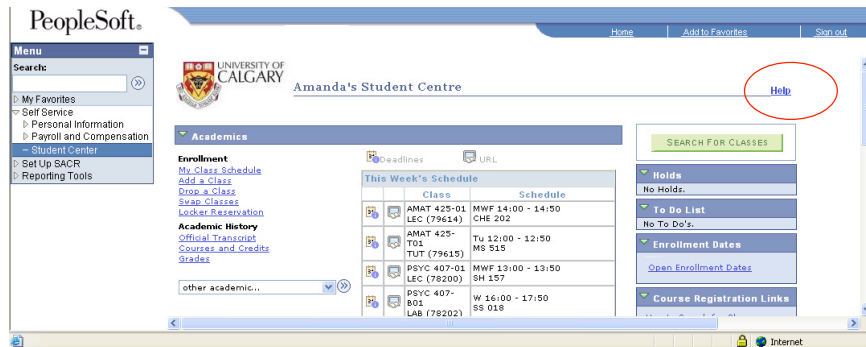 PeopleSoft.
Home Add to Favorites Sign out
Menu
Search:
My Favorites
Self Service
Personal Information
Payroll and Compensation
– Student Center
Set Up SACR
Reporting Tools
UNIVERSITY OF
CALGARY
Amanda's Student Centre
Help
Academics
Enrollment
My Class Schedule
Add a Class
Drop a Class
Swap Classes
Locker Reservation
Academic History
Official Transcript
Courses and Credits
Grades
other academic...
Deadlines URL
This Week's Schedule
Class Schedule
AMAT 425-01 MWF 14:00 - 14:50
LEC (79614) CHE 202
AMAT 425-
T01 Tu 12:00 - 12:50
TUT (79615) MS 515
PSYC 407-01 MWF 13:00 - 13:50
LEC (78200) SH 157
PSYC 407-
B01 W 16:00 - 17:50
LAB (78202) SS 018
SEARCH FOR CLASSES
Holds
No Holds.
To Do List
No To Do's.
Enrollment Dates
Open Enrollment Dates
Course Registration Links
Internet